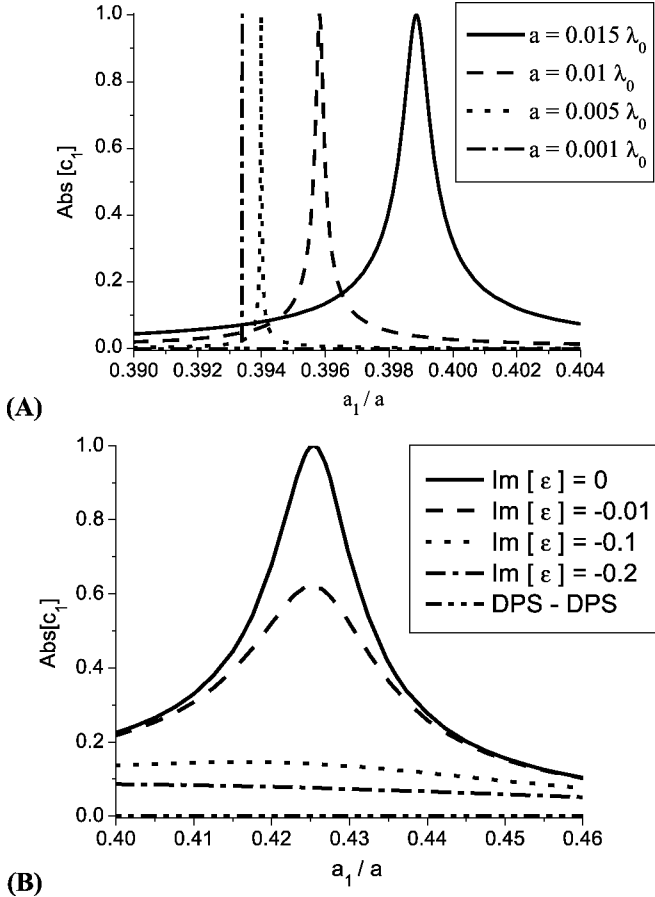 1.0
0.8
0.6
0.4
0.2
0.0
Abs [c₁]
a = 0.015 λ₀
a = 0.01 λ₀
a = 0.005 λ₀
a = 0.001 λ₀
0.390 0.392 0.394 0.396 0.398 0.400 0.402 0.404
a₁ / a
(A)
1.0
0.8
0.6
0.4
0.2
0.0
Abs[c₁]
Im [ ε ] = 0
Im [ ε ] = -0.01
Im [ ε ] = -0.1
Im [ ε ] = -0.2
DPS - DPS
0.40 0.41 0.42 0.43 0.44 0.45 0.46
a₁ / a
(B)